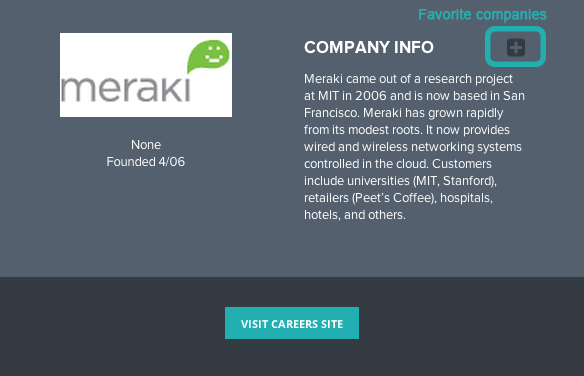 Favorite companies
meraki
COMPANY INFO
Meraki came out of a research project
at MIT in 2006 and is now based in San
Francisco. Meraki has grown rapidly
from its modest roots. It now provides
wired and wireless networking systems
controlled in the cloud. Customers
include universities (MIT, Stanford),
retailers (Peet's Coffee), hospitals,
hotels, and others.
None
Founded 4/06
VISIT CAREERS SITE